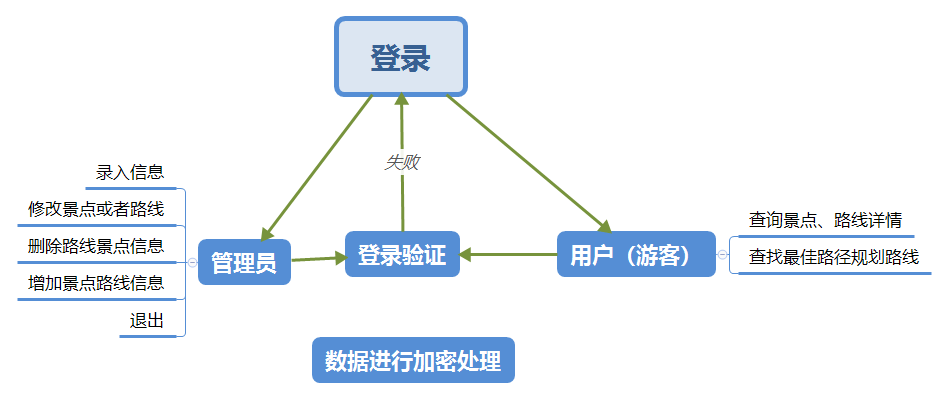 登录
失败
录入信息
修改景点或者路线
删除路线景点信息
增加景点路线信息
退出
管理员
登录验证
用户（游客）
查询景点、路线详情
查找最佳路径规划路线
数据进行加密处理